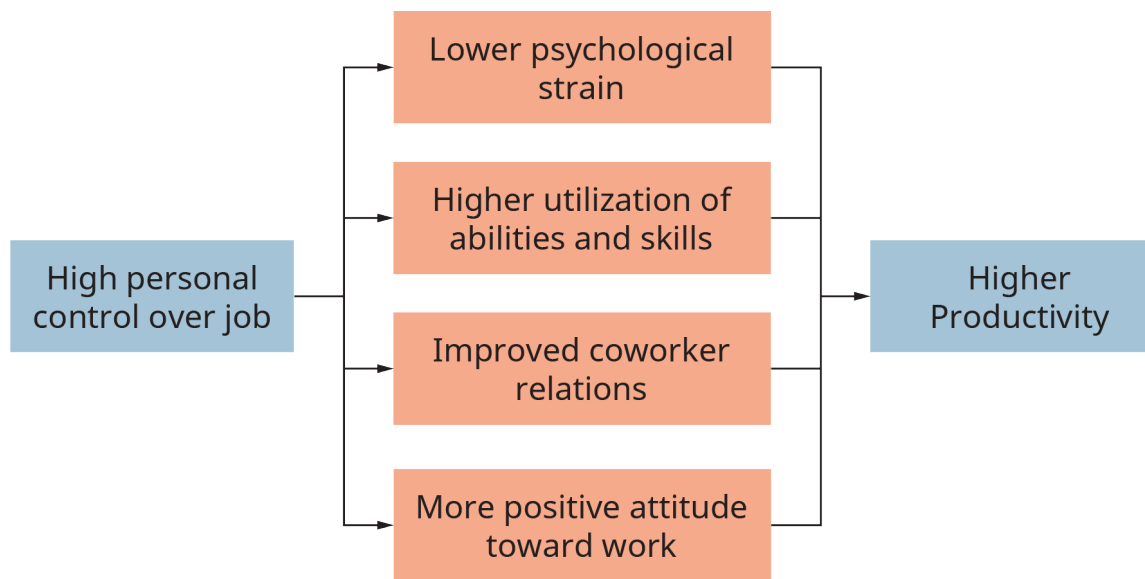 High personal
control over job
Lower psychological
strain
Higher utilization of
abilities and skills
Improved coworker
relations
More positive attitude
toward work
Higher
Productivity